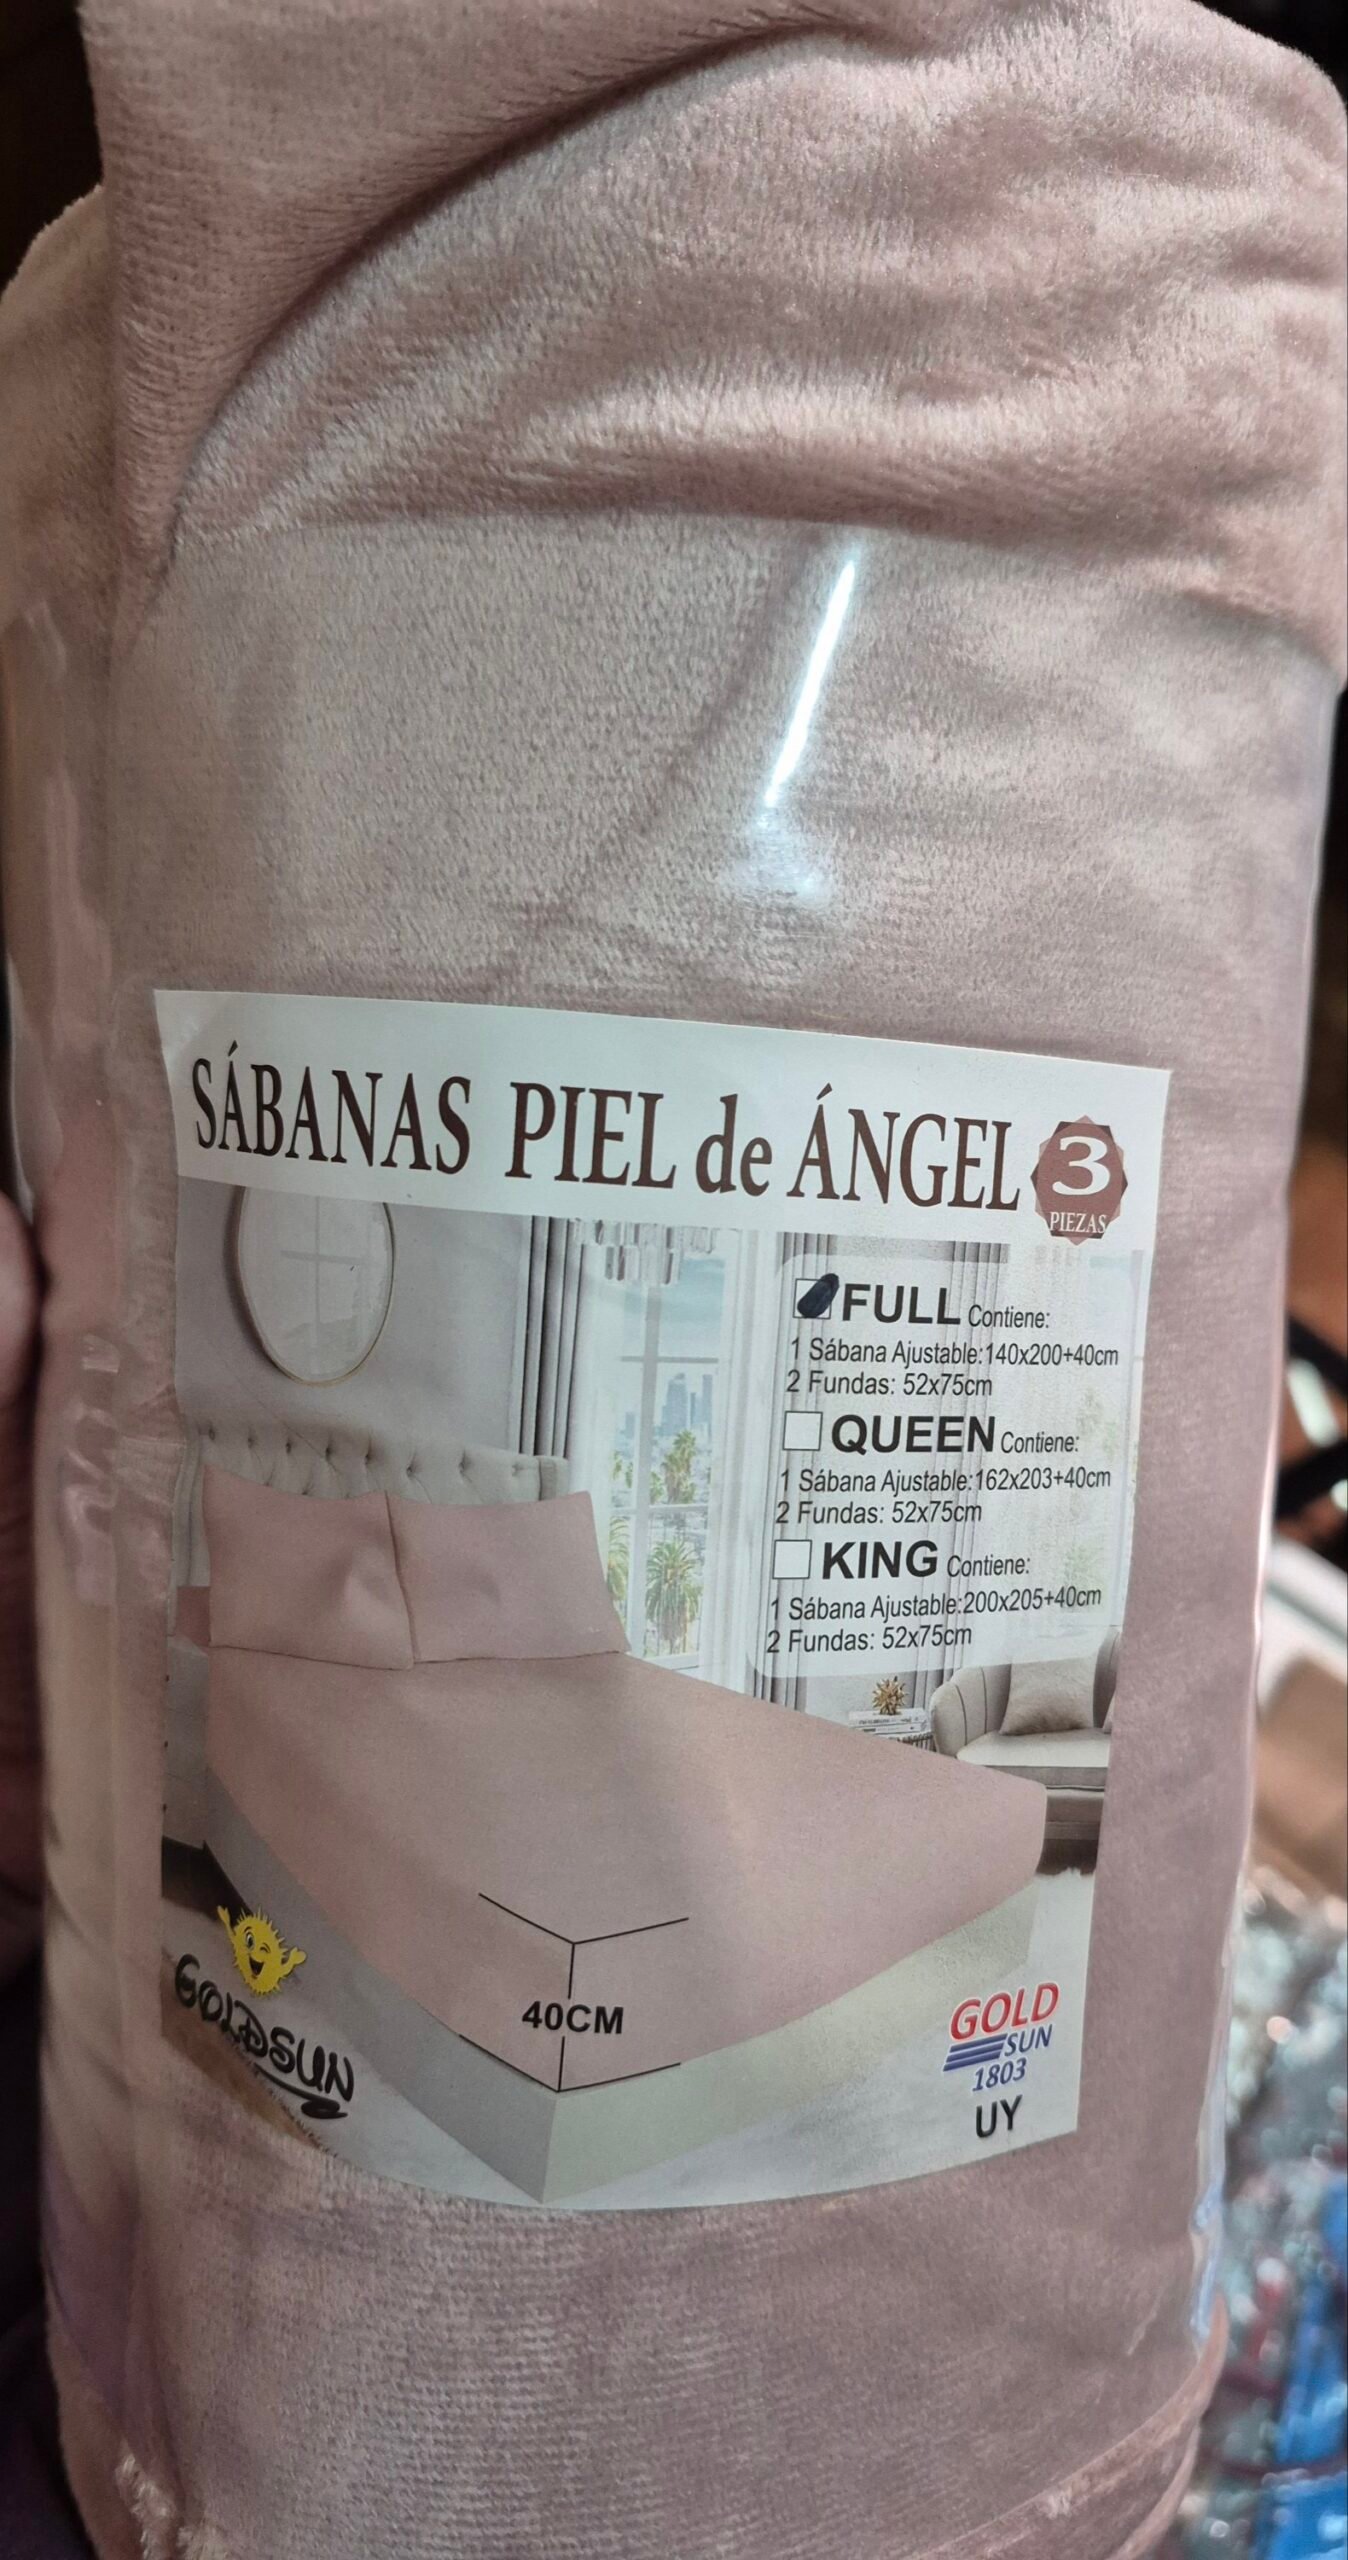 SÁBANAS PIEL de ÁNGEL
3
PIEZAS
FULL Contiene:
1 Sábana Ajustable:140x200+40cm
2 Fundas: 52x75cm
QUEEN Contiene:
1 Sábana Ajustable:162x203+40cm
2 Fundas: 52x75cm
KING Contiene:
1 Sábana Ajustable:200x205+40cm
2 Fundas: 52x75cm
40CM
GOLDSUN
GOLD
SUN
1803
UY